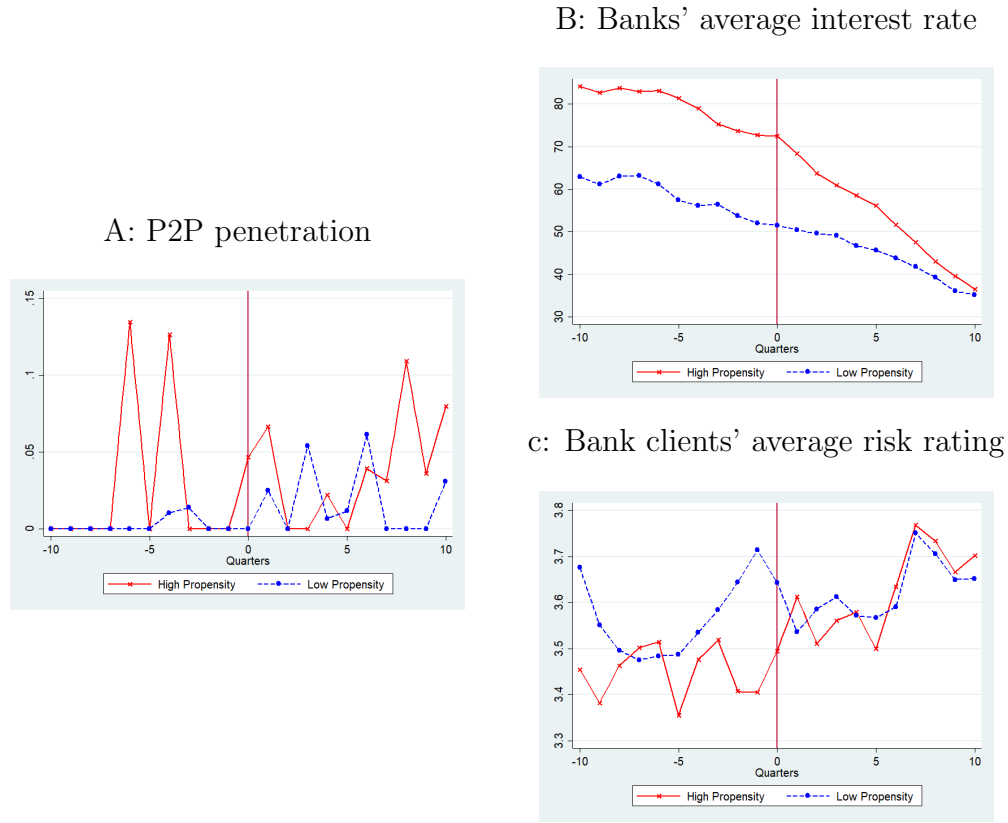 A: P2P penetration
.15
.1
.05
0
-10 -5 0 5 10
Quarters
High Propensity Low Propensity
B: Banks’ average interest rate
80
70
60
50
40
30
-10 -5 0 5 10
Quarters
High Propensity Low Propensity
c: Bank clients’ average risk rating
3.8
3.7
3.6
3.5
3.4
3.3
-10 -5 0 5 10
Quarters
High Propensity Low Propensity